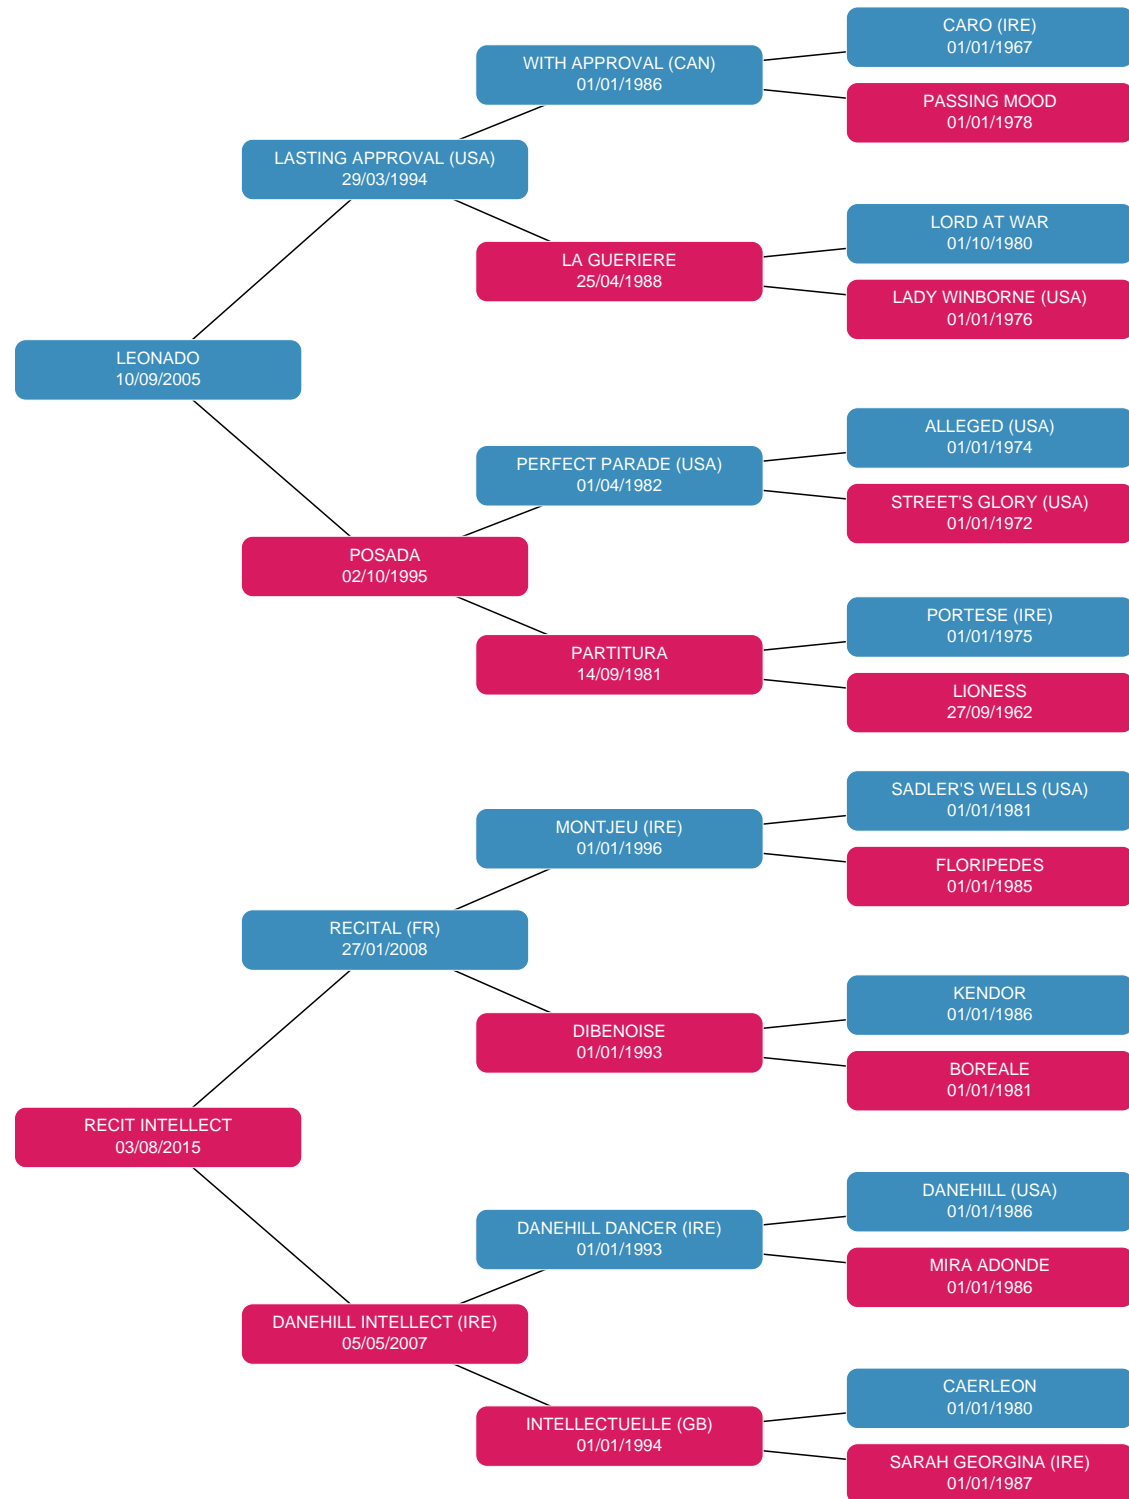 CARO (IRE)
01/01/1967
WITH APPROVAL (CAN)
01/01/1986
PASSING MOOD
01/01/1978
LASTING APPROVAL (USA)
29/03/1994
LORD AT WAR
01/10/1980
LA GUERIERE
25/04/1988
LADY WINBORNE (USA)
01/01/1976
LEONADO
10/09/2005
ALLEGED (USA)
01/01/1974
PERFECT PARADE (USA)
01/04/1982
STREET'S GLORY (USA)
01/01/1972
POSADA
02/10/1995
PORTESE (IRE)
01/01/1975
PARTITURA
14/09/1981
LIONESS
27/09/1962
SADLER'S WELLS (USA)
01/01/1981
MONTJEU (IRE)
01/01/1996
FLORIPEDES
01/01/1985
RECITAL (FR)
27/01/2008
KENDOR
01/01/1986
DIBENOISE
01/01/1993
BOREALE
01/01/1981
RECIT INTELLECT
03/08/2015
DANEHILL (USA)
01/01/1986
DANEHILL DANCER (IRE)
01/01/1993
MIRA ADONDE
01/01/1986
DANEHILL INTELLECT (IRE)
05/05/2007
CAERLEON
01/01/1980
INTELLECTUELLE (GB)
01/01/1994
SARAH GEORGINA (IRE)
01/01/1987